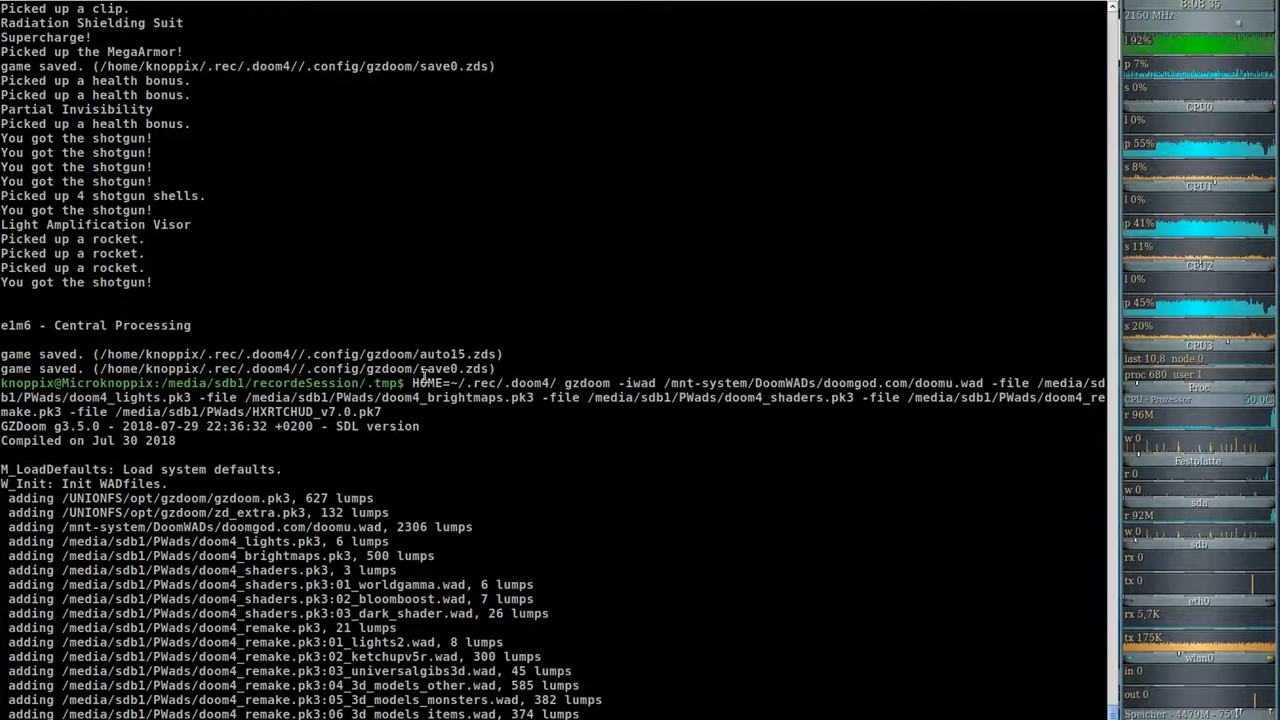 Picked up a clip.
Radiation Shielding Suit
Supercharge!
Picked up the MegaArmor!
game saved. (/home/knoppix/.rec/.doom4//.config/gzdoom/save0.zds)
Picked up a health bonus.
Picked up a health bonus.
Partial Invisibility
Picked up a health bonus.
You got the shotgun!
You got the shotgun!
You got the shotgun!
You got the shotgun!
Picked up 4 shotgun shells.
You got the shotgun!
Light Amplification Visor
Picked up a rocket.
Picked up a rocket.
Picked up a rocket.
You got the shotgun!
e1m6 - Central Processing
game saved. (/home/knoppix/.rec/.doom4//.config/gzdoom/auto15.zds)
game saved. (/home/knoppix/.rec/.doom4//.config/gzdoom/save0.zds)
knoppix@Microknoppix:/media/sdb1/recordeSession/.tmp$ HOME=~/.rec/.doom4/ gzdoom -iwad /mnt-system/DoomWADs/doomgod.com/doomu.wad -file /media/sd
b1/PWads/doom4_lights.pk3 -file /media/sdb1/PWads/doom4_brightmaps.pk3 -file /media/sdb1/PWads/doom4_shaders.pk3 -file /media/sdb1/PWads/doom4_re
make.pk3 -file /media/sdb1/PWads/HXRTCHUD_v7.0.pk7
GZDoom g3.5.0 - 2018-07-29 22:36:32 +0200 - SDL version
Compiled on Jul 30 2018
M_LoadDefaults: Load system defaults.
W_Init: Init WADfiles.
adding /UNIONFS/opt/gzdoom/gzdoom.pk3, 627 lumps
adding /UNIONFS/opt/gzdoom/zd_extra.pk3, 132 lumps
adding /mnt-system/DoomWADs/doomgod.com/doomu.wad, 2306 lumps
adding /media/sdb1/PWads/doom4_lights.pk3, 6 lumps
adding /media/sdb1/PWads/doom4_brightmaps.pk3, 500 lumps
adding /media/sdb1/PWads/doom4_shaders.pk3, 3 lumps
adding /media/sdb1/PWads/doom4_shaders.pk3:01_worldgamma.wad, 6 lumps
adding /media/sdb1/PWads/doom4_shaders.pk3:02_bloomboost.wad, 7 lumps
adding /media/sdb1/PWads/doom4_shaders.pk3:03_dark_shader.wad, 26 lumps
adding /media/sdb1/PWads/doom4_remake.pk3, 21 lumps
adding /media/sdb1/PWads/doom4_remake.pk3:01_lights2.wad, 8 lumps
adding /media/sdb1/PWads/doom4_remake.pk3:02_ketchupv5r.wad, 300 lumps
adding /media/sdb1/PWads/doom4_remake.pk3:03_universalgils3d.wad, 45 lumps
adding /media/sdb1/PWads/doom4_remake.pk3:04_3d_models_other.wad, 585 lumps
adding /media/sdb1/PWads/doom4_remake.pk3:05_3d_models_monsters.wad, 382 lumps
adding /media/sdb1/PWads/doom4_remake.pk3:06_3d_models_items.wad, 374 lumps
8:08 35
2150 MHz
l 92%
p 7%
s 0%
CPU0
l 0%
p 55%
s 8%
CPU1
l 0%
p 41%
s 11%
CPU2
l 0%
p 45%
s 20%
CPU3
last 10,8 node 0
proc 680 user 1
Proc
CPU - Prozessor 50,0C
r 96M
w 0
Festplatte
r 0
w 0
sda
r 92M
w 0
sdb
rx 0
tx 0
eth0
rx 5,7K
tx 175K
wlan0
in 0
out 0
Speicher - 4479M - 75%